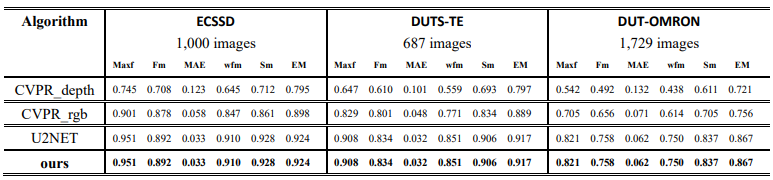 Algorithm ECSSD DUTS-TE DUT-OMRON
1,000 images 687 images 1,729 images
Maxf Fm MAE wfm Sm EM Maxf Fm MAE wfm Sm EM Maxf Fm MAE wfm Sm EM
CVPR_depth 0.745 0.708 0.123 0.645 0.712 0.795 0.647 0.610 0.101 0.559 0.693 0.797 0.542 0.492 0.132 0.438 0.611 0.721
CVPR_rgb 0.901 0.878 0.058 0.847 0.861 0.898 0.829 0.801 0.048 0.771 0.834 0.889 0.705 0.656 0.071 0.614 0.705 0.756
U2NET 0.951 0.892 0.033 0.910 0.928 0.924 0.908 0.834 0.032 0.851 0.906 0.917 0.821 0.758 0.062 0.750 0.837 0.867
ours 0.951 0.892 0.033 0.910 0.928 0.924 0.908 0.834 0.032 0.851 0.906 0.917 0.821 0.758 0.062 0.750 0.837 0.867